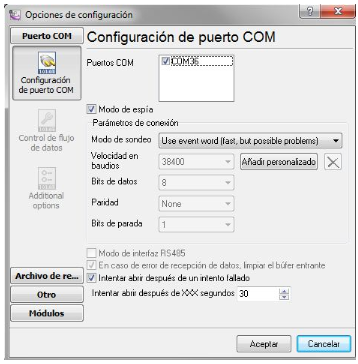 Opciones de configuración
Puerto COM
Configuración de puerto COM
Configuración
de puerto COM
Control de flujo
de datos
Additional
options
Archivo de re...
Otro
Módulos
Puertos COM
COM36
Modo de espía
Parámetros de conexión
Modo de sondeo
Use event word (fast, but possible problems)
Velocidad en
baudios
38400
Añadir personalizado
Bits de datos
8
Paridad
None
Bits de parada
1
Modo de interfaz RS485
En caso de error de recepción de datos, limpiar el búfer entrante
Intentar abrir después de un intento fallado
Intentar abrir después de XXX segundos
30
Aceptar
Cancelar